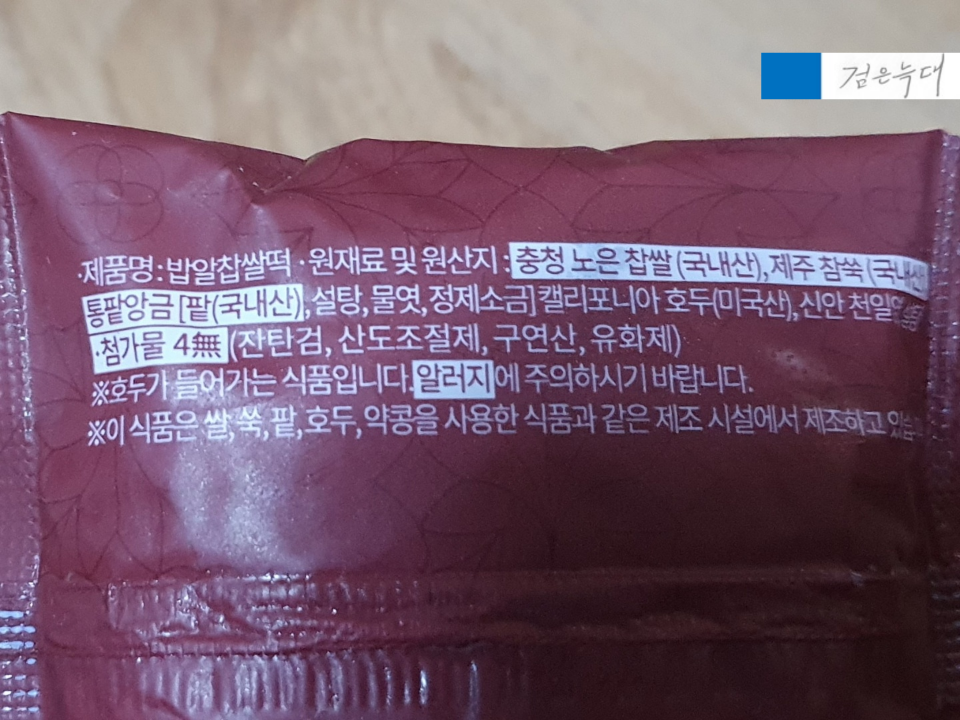 검은늑대
·제품명:밥알찹쌀떡 ·원재료 및 원산지:충청 노은 찹쌀(국내산),제주 참쑥(국내산
통팥앙금[팥(국내산),설탕,물엿,정제소금]캘리포니아 호두(미국산),신안 천일염,설탕
·첨가물 4無(잔탄검, 산도조절제, 구연산, 유화제)
※호두가 들어가는 식품입니다.알러지에 주의하시기 바랍니다.
※이 식품은 쌀,쑥,팥,호두,약콩을 사용한 식품과 같은 제조 시설에서 제조하고 있습